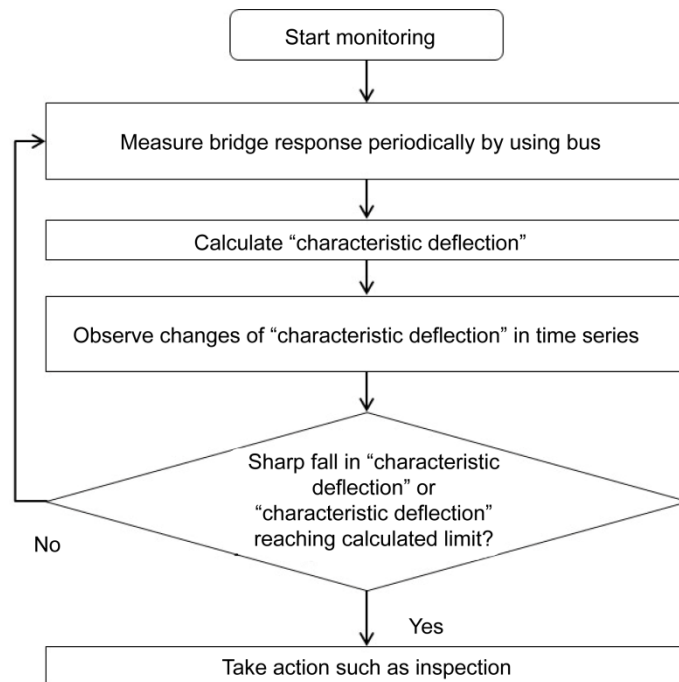 Start monitoring
Measure bridge response periodically by using bus
Calculate “characteristic deflection”
Observe changes of “characteristic deflection” in time series
Sharp fall in “characteristic
deflection” or
“characteristic deflection”
reaching calculated limit?
No
Yes
Take action such as inspection